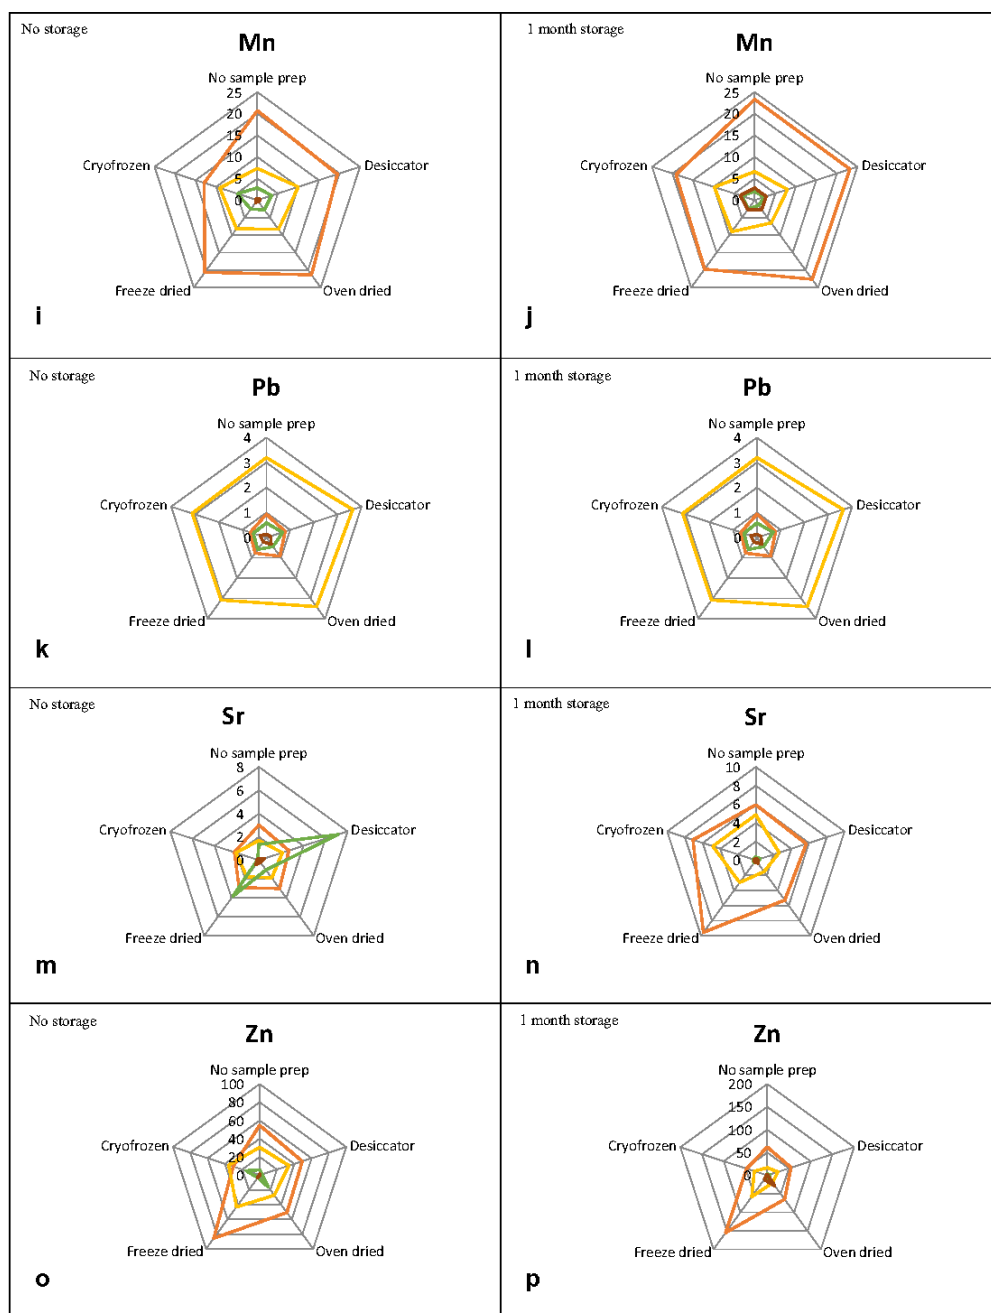 No storage
Mn
No sample prep
25
20
15
10
5
0
Cryofrozen
Desiccator
Freeze dried
Oven dried
i
1 month storage
Mn
No sample prep
25
20
15
10
5
0
Cryofrozen
Desiccator
Freeze dried
Oven dried
j
No storage
Pb
No sample prep
4
3
2
1
0
Cryofrozen
Desiccator
Freeze dried
Oven dried
k
1 month storage
Pb
No sample prep
4
3
2
1
0
Cryofrozen
Desiccator
Freeze dried
Oven dried
l
No storage
Sr
No sample prep
8
6
4
2
0
Cryofrozen
Desiccator
Freeze dried
Oven dried
m
1 month storage
Sr
No sample prep
10
8
6
4
2
0
Cryofrozen
Desiccator
Freeze dried
Oven dried
n
No storage
Zn
No sample prep
100
80
60
40
20
0
Cryofrozen
Desiccator
Freeze dried
Oven dried
o
1 month storage
Zn
No sample prep
200
150
100
50
0
Cryofrozen
Desiccator
Freeze dried
Oven dried
p